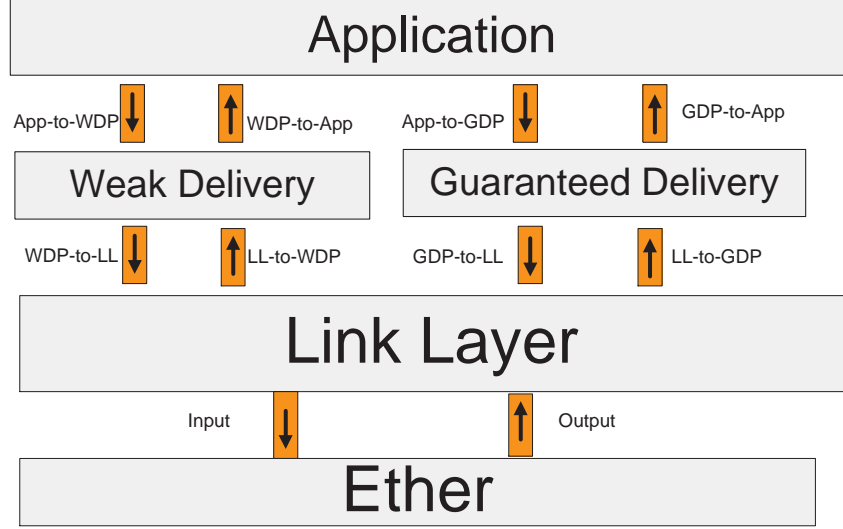 Application
App-to-WDP
WDP-to-App
App-to-GDP
GDP-to-App
Weak Delivery
Guaranteed Delivery
WDP-to-LL
LL-to-WDP
GDP-to-LL
LL-to-GDP
Link Layer
Input
Output
Ether